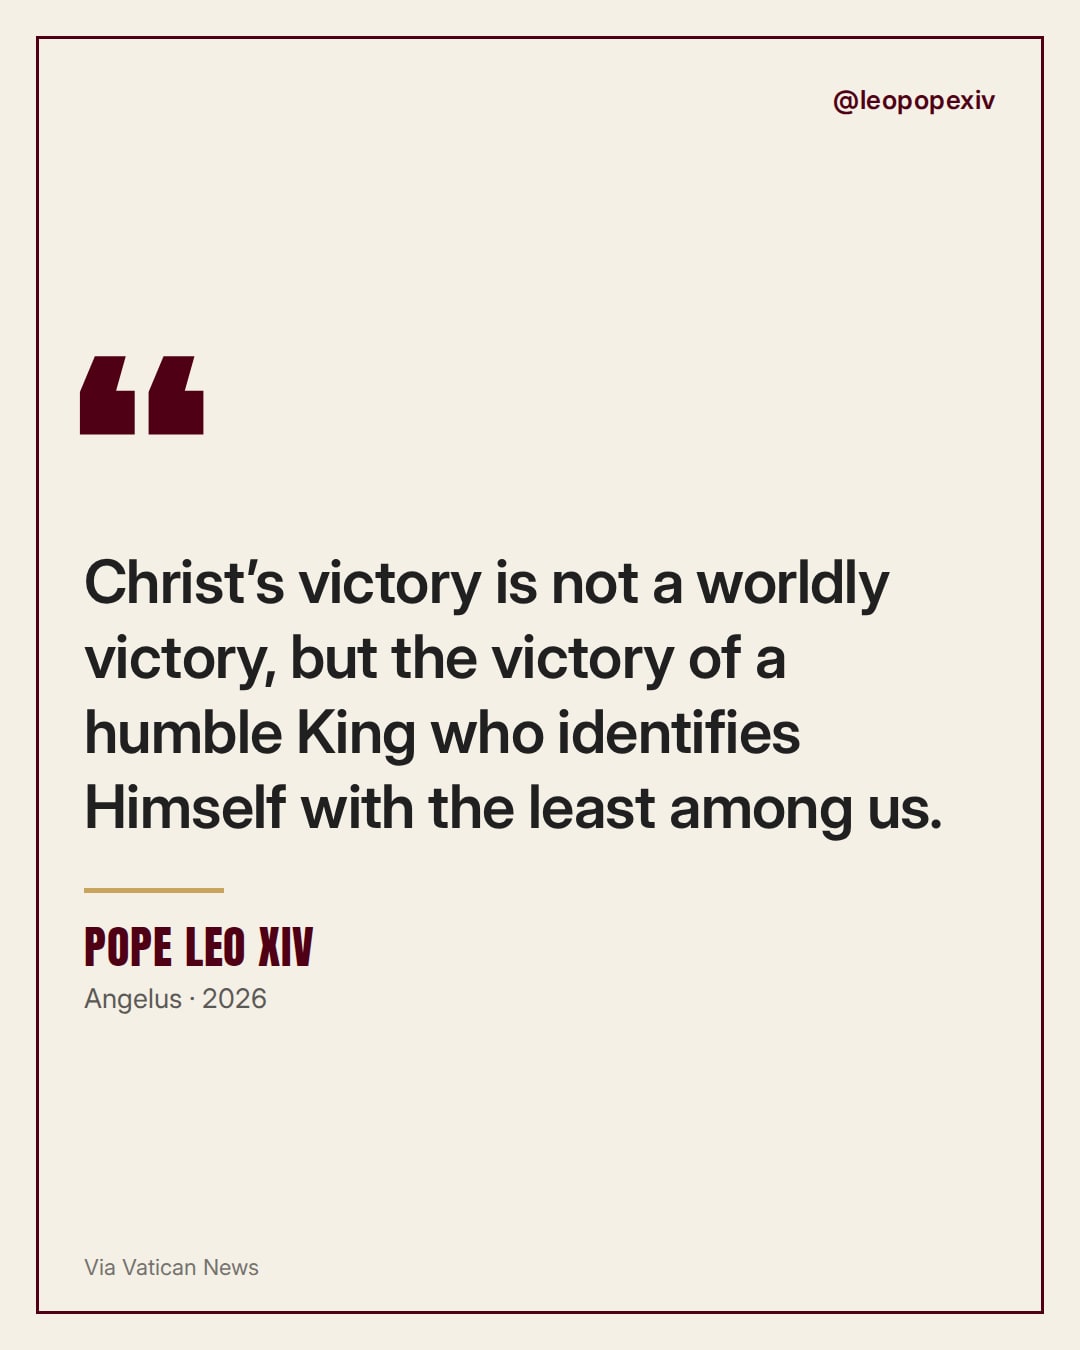 @leopopexiv
“
Christ’s victory is not a worldly
victory, but the victory of a
humble King who identifies
Himself with the least among us.
POPE LEO XIV
Angelus · 2026
Via Vatican News